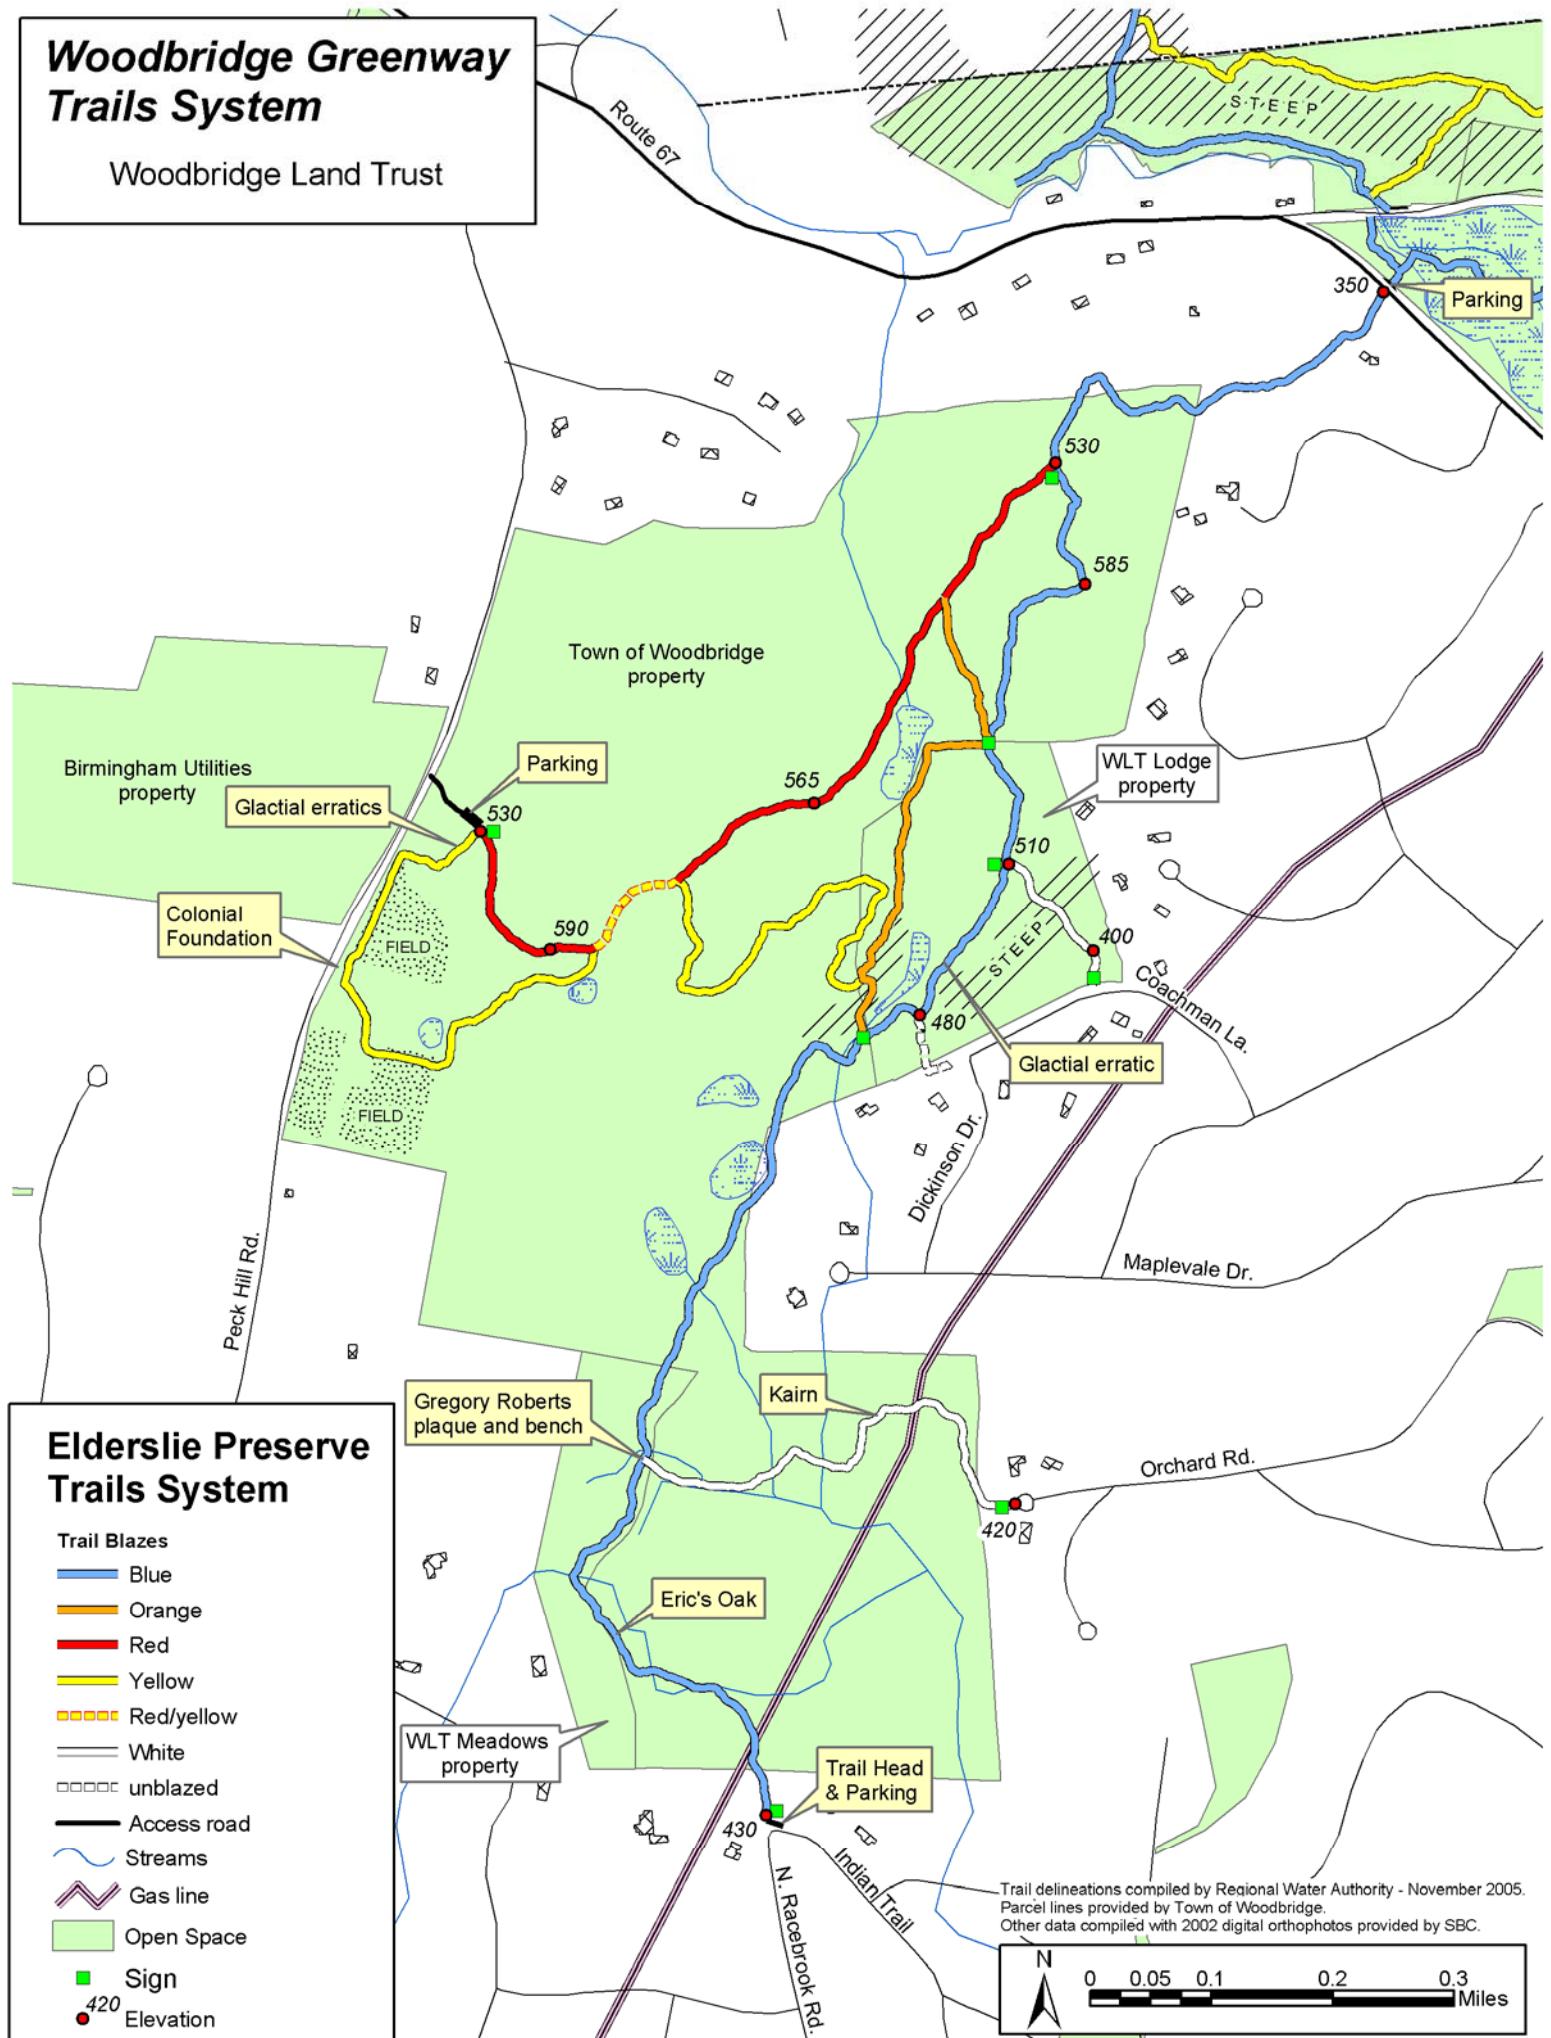 Woodbridge Greenway
Trails System
Woodbridge Land Trust
Route 67
STEEP
350
Parking
530
585
Town of Woodbridge
property
Birmingham Utilities
property
Parking
Glactial erratics
530
565
WLT Lodge
property
510
Colonial
Foundation
FIELD
590
400
STEEP
Coachman La.
480
Glactial erratic
FIELD
Dickinson Dr.
Peck Hill Rd.
Maplevale Dr.
Gregory Roberts
plaque and bench
Kairn
Orchard Rd.
420
Eric's Oak
WLT Meadows
property
Trail Head
& Parking
430
Indian Trail
N. Racebrook Rd.
Elderslie Preserve
Trails System
Trail Blazes
Blue
Orange
Red
Yellow
Red/yellow
White
unblazed
Access road
Streams
Gas line
Open Space
Sign
420 Elevation
Trail delineations compiled by Regional Water Authority - November 2005.
Parcel lines provided by Town of Woodbridge.
Other data compiled with 2002 digital orthophotos provided by SBC.
N
0 0.05 0.1 0.2 0.3
Miles